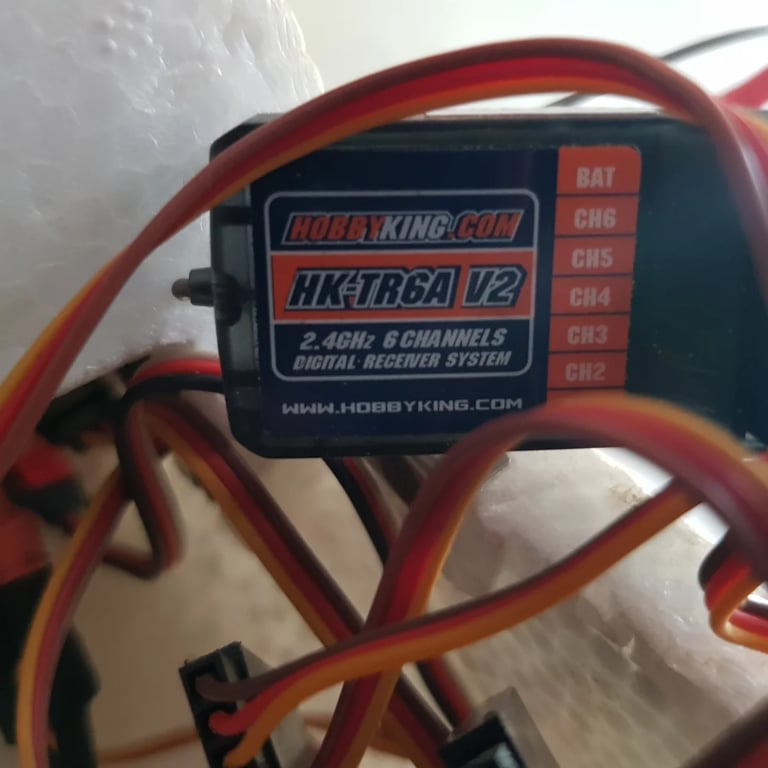 HOBBYKING.COM
HK-TR6A V2
2.4GHz 6 CHANNELS
DIGITAL RECEIVER SYSTEM
WWW.HOBBYKING.COM
BAT
CH6
CH5
CH4
CH3
CH2